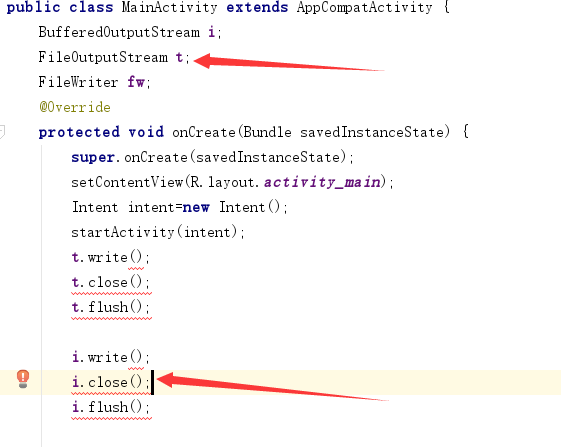 public class MainActivity extends AppCompatActivity {
BufferedOutputStream i;
FileOutputStream t;
FileWriter fw;
@Override
protected void onCreate(Bundle savedInstanceState) {
super.onCreate(savedInstanceState);
setContentView(R.layout.activity_main);
Intent intent=new Intent();
startActivity(intent);
t.write();
t.close();
t.flush();
i.write();
i.close();
i.flush();